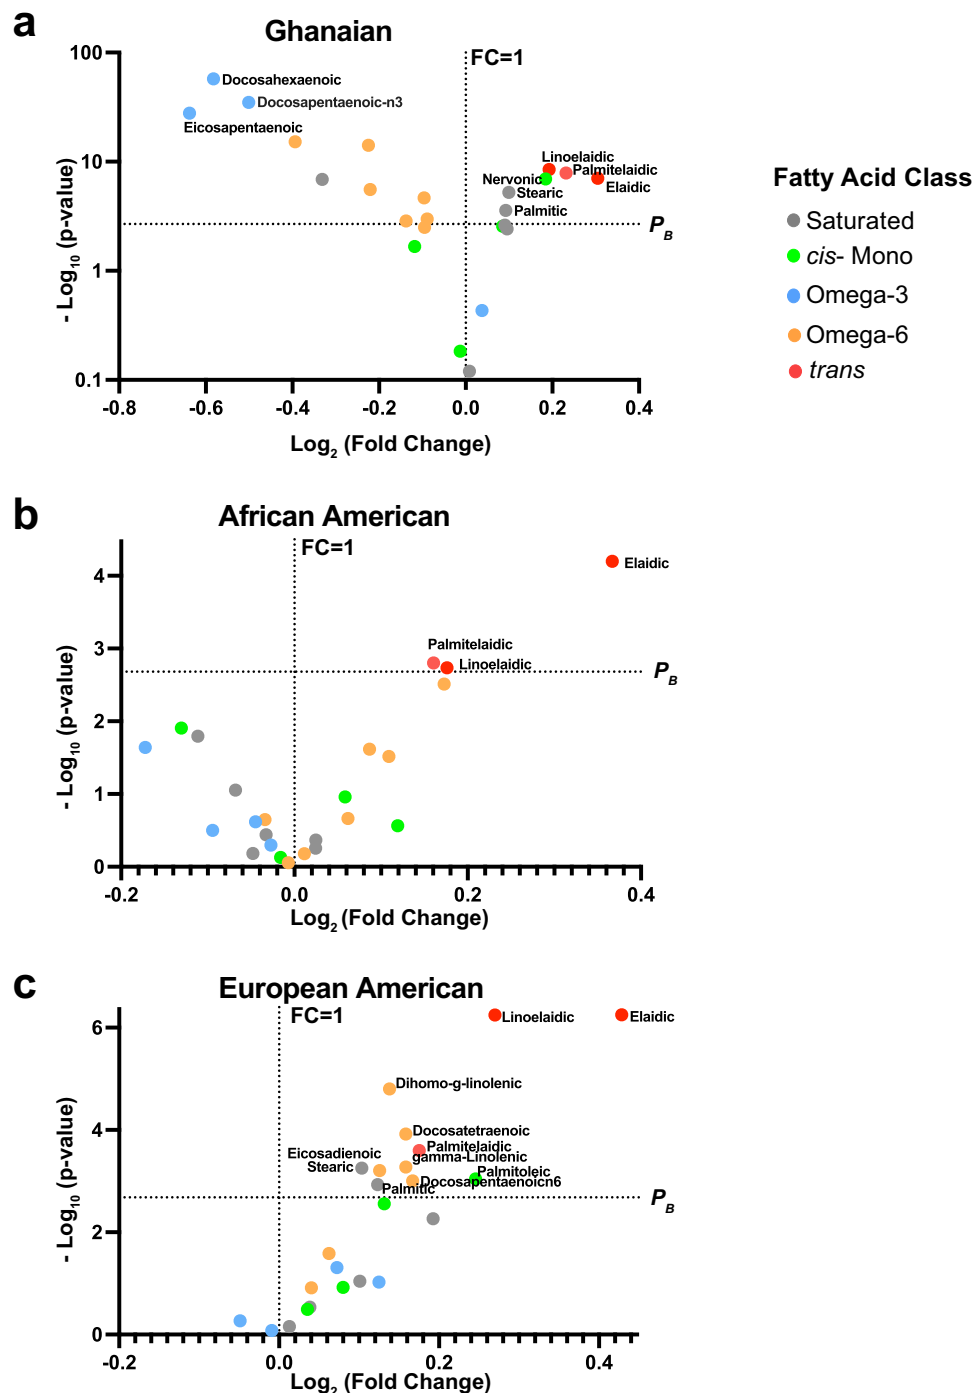 a
Ghanaian
FC=1
100
10
1
0.1
- Log10 (p-value)
Docosahexaenoic
Docosapentaenoic-n3
Eicosapentaenoic
Linoelaidic
Palmitelaidic
Nervonic
Elaidic
Stearic
Palmitic
PB
-0.8 -0.6 -0.4 -0.2 0.0 0.2 0.4
Log2 (Fold Change)
Fatty Acid Class
Saturated
cis- Mono
Omega-3
Omega-6
trans
b
African American
FC=1
4
3
2
1
0
- Log10 (p-value)
Elaidic
Palmitelaidic
Linoelaidic
PB
-0.2 0.0 0.2 0.4
Log2 (Fold Change)
c
European American
FC=1
6
4
2
0
- Log10 (p-value)
Linoelaidic
Elaidic
Dihomo-g-linolenic
Docosatetraenoic
Palmitelaidic
Eicosadienoic
gamma-Linolenic
Stearic
Palmitoleic
Docosapentaenoicn6
Palmitic
PB
-0.2 0.0 0.2 0.4
Log2 (Fold Change)